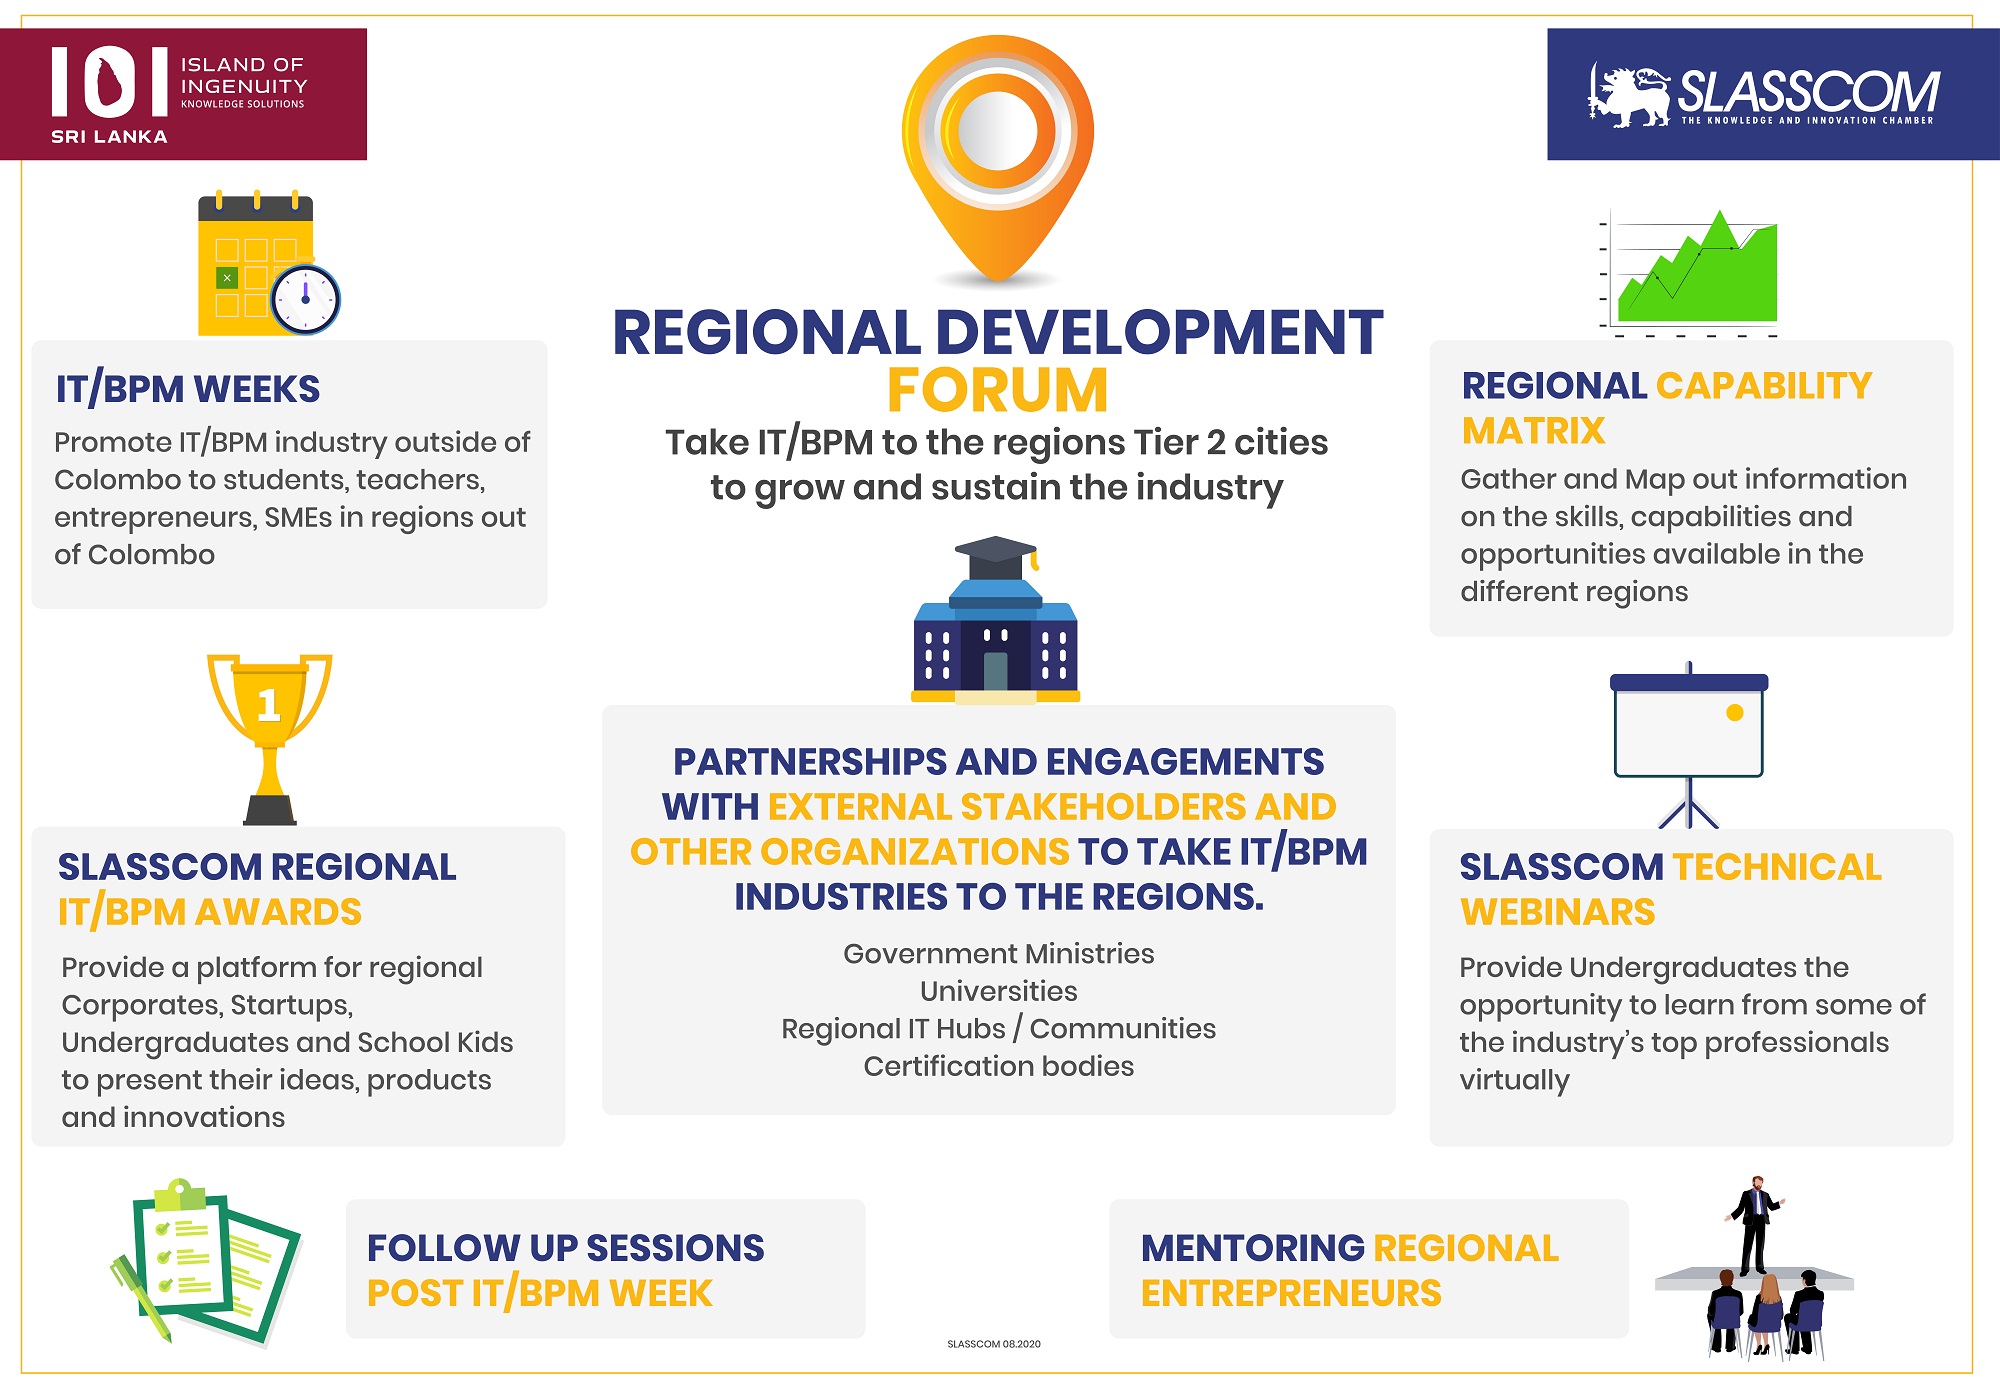 IOI
ISLAND OF
INGENUITY
KNOWLEDGE SOLUTIONS
SRI LANKA
SLASSCOM
THE KNOWLEDGE AND INNOVATION CHAMBER
REGIONAL DEVELOPMENT
FORUM
Take IT/BPM to the regions Tier 2 cities
to grow and sustain the industry
IT/BPM WEEKS
Promote IT/BPM industry outside of
Colombo to students, teachers,
entrepreneurs, SMEs in regions out
of Colombo
REGIONAL CAPABILITY
MATRIX
Gather and Map out information
on the skills, capabilities and
opportunities available in the
different regions
1
SLASSCOM REGIONAL
IT/BPM AWARDS
Provide a platform for regional
Corporates, Startups,
Undergraduates and School Kids
to present their ideas, products
and innovations
PARTNERSHIPS AND ENGAGEMENTS
WITH EXTERNAL STAKEHOLDERS AND
OTHER ORGANIZATIONS TO TAKE IT/BPM
INDUSTRIES TO THE REGIONS.
Government Ministries
Universities
Regional IT Hubs / Communities
Certification bodies
SLASSCOM TECHNICAL
WEBINARS
Provide Undergraduates the
opportunity to learn from some of
the industry's top professionals
virtually
FOLLOW UP SESSIONS
POST IT/BPM WEEK
MENTORING REGIONAL
ENTREPRENEURS
SLASSCOM 08.2020